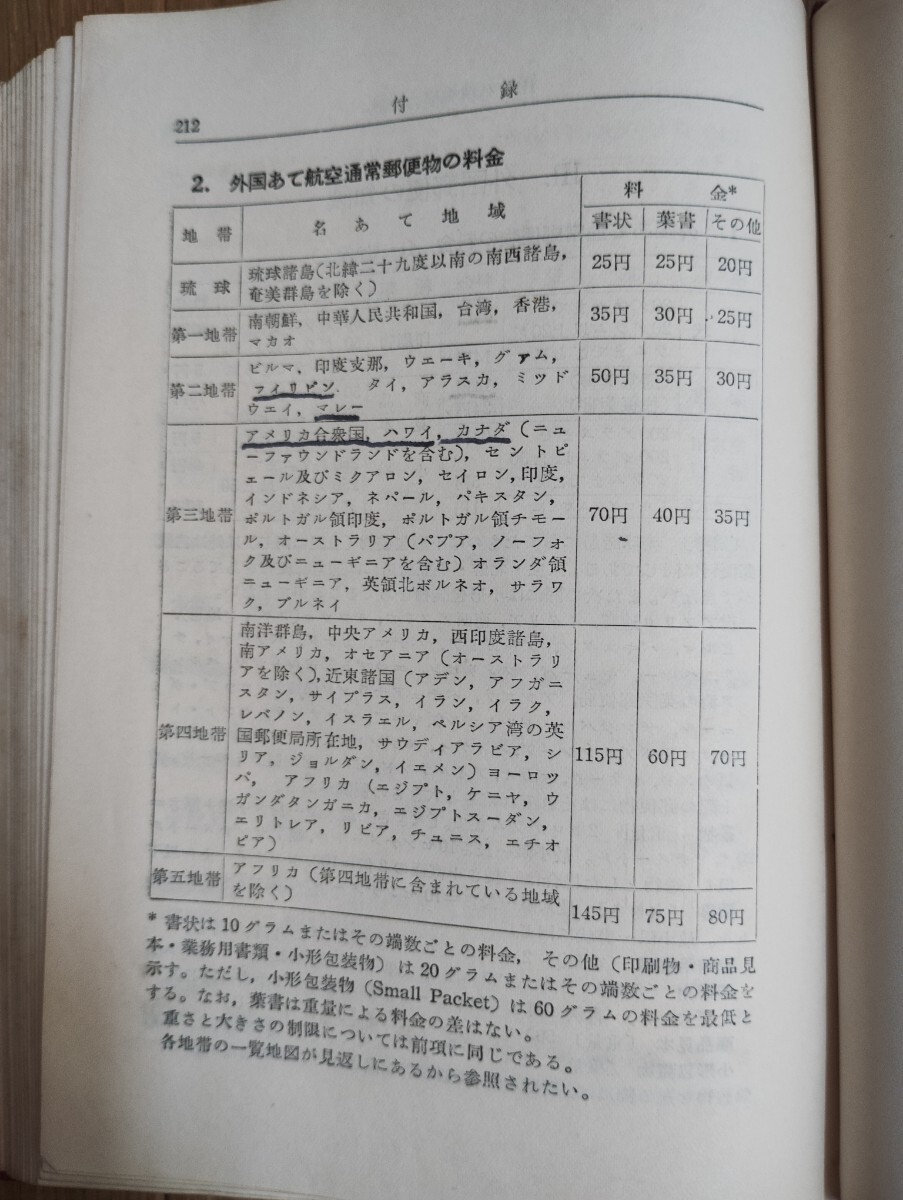 付録
212
2. 外国あて航空通常郵便物の料金
地帯 名あて地域 料金*
書状 葉書 その他
琉球 琉球諸島(北緯二十九度以南の南西諸島, 25円 25円 20円
奄美群島を除く)
第一地帯 南朝鮮, 中華人民共和国, 台湾, 香港, 35円 30円 25円
マカオ
第二地帯 ビルマ, 印度支那, ウエーキ, グァム, 50円 35円 30円
フィリピン タイ, アラスカ, ミッド
ウエイ, マレー
第三地帯 アメリカ合衆国, ハワイ, カナダ(ニュ 70円 40円 35円
ーファウンドランドを含む), セントピ
エール及びミクアロン, セイロン, 印度,
インドネシア, ネパール, パキスタン,
ポルトガル領印度, ポルトガル領チモー
ル, オーストラリア(パプア, ノーフォ
ク及びニューギニアを含む)オランダ領
ニューギニア, 英領北ボルネオ, サラワ
ク, ブルネイ
第四地帯 南洋群島, 中央アメリカ, 西印度諸島, 115円 60円 70円
南アメリカ, オセアニア(オーストラリ
アを除く), 近東諸国(アデン, アフガニ
スタン, サイプラス, イラン, イラク,
レバノン, イスラエル, ペルシア湾の英
国郵便局所在地, サウディアラビア, シ
リア, ジョルダン, イエメン)ヨーロッ
パ, アフリカ(エジプト, ケニヤ, ウ
ガンダタンガニカ, エジプトスーダン,
エリトレア, リビア, チュニス, エチオ
ピア)
第五地帯 アフリカ(第四地帯に含まれている地域 145円 75円 80円
を除く)
* 書状は10グラムまたはその端数ごとの料金, その他(印刷物・商品見
本・業務用書類・小形包装物)は20グラムまたはその端数ごとの料金を
示す。ただし, 小形包装物(Small Packet)は60グラムの料金を最低と
する。なお, 葉書は重量による料金の差はない。
重さと大きさの制限については前項に同じである。
各地帯の一覧地図が見返しにあるから参照されたい。